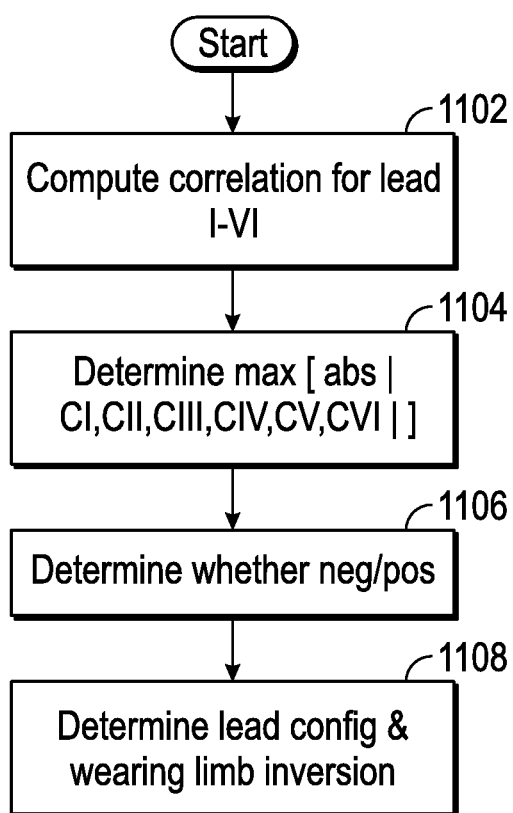 Start
1102
Compute correlation for lead
I-VI
1104
Determine max [ abs |
CI,CII,CIII,CIV,CV,CVI | ]
1106
Determine whether neg/pos
1108
Determine lead config &
wearing limb inversion